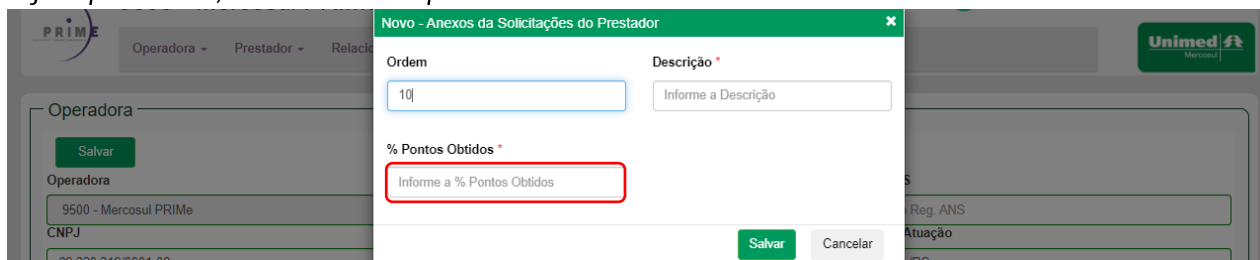 Novo - Anexos da Solicitações do Prestador ×
PRIME
Operadora Prestador
Unimed
Mercosul
Ordem Descrição *
10 Informe a Descrição
Operadora
Salvar
% Pontos Obtidos *
Informe a % Pontos Obtidos
Operadora
9500 - Mercosul PRIMe Reg. ANS
CNPJ Atuação
Salvar Cancelar